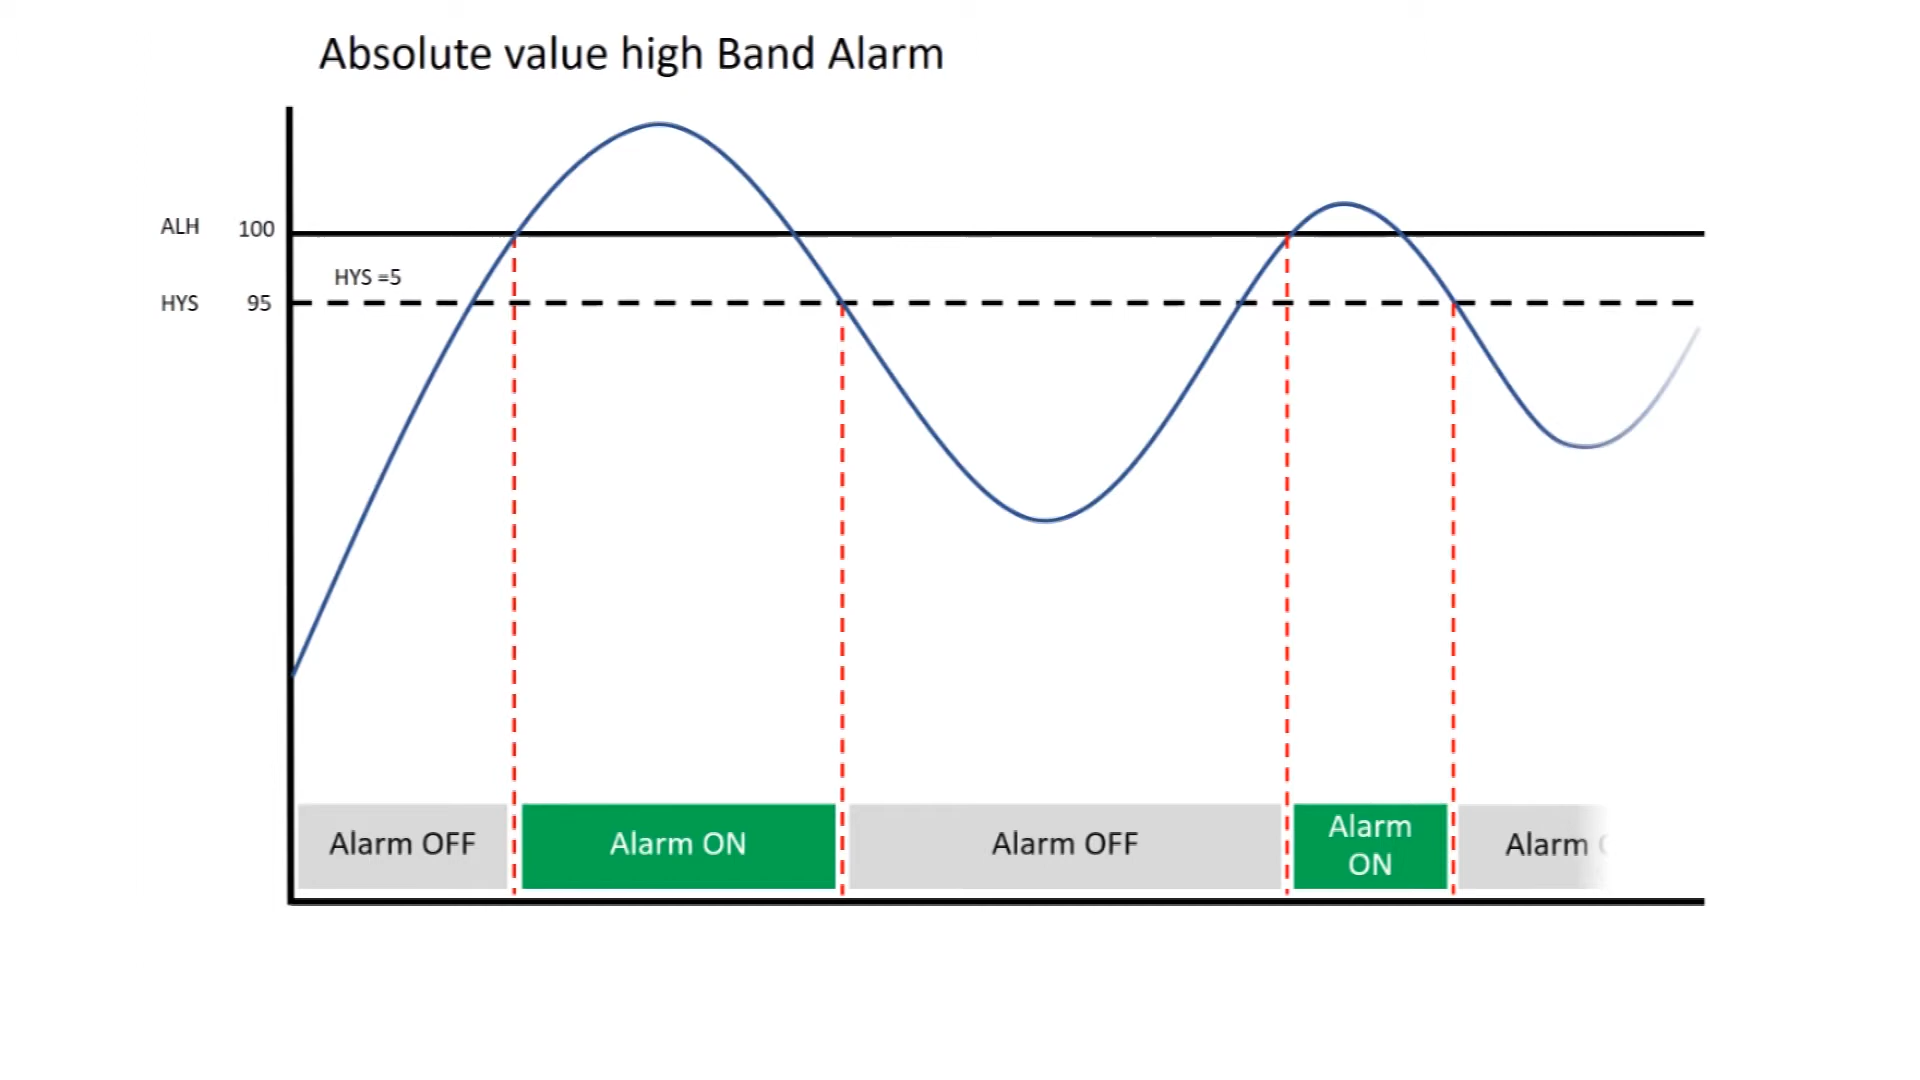 Absolute value high Band Alarm
ALH 100
HYS =5
HYS 95
Alarm OFF
Alarm ON
Alarm OFF
Alarm
ON
Alarm